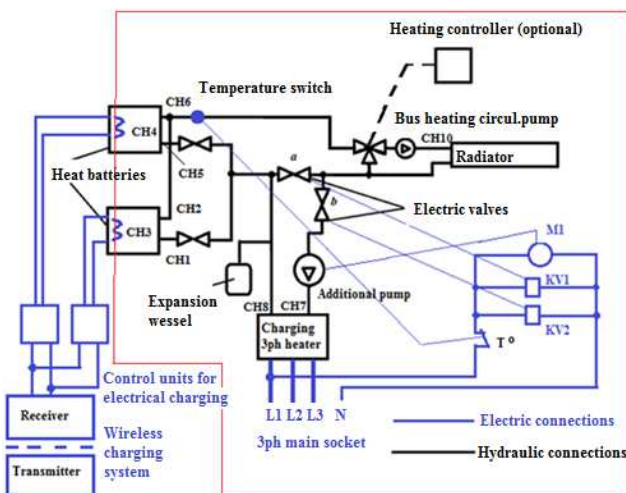 Heating controller (optional)
CH6
Temperature switch
Bus heating circul.pump
CH4
CH10
Radiator
CH5
a
Heat batteries
CH2
b
Electric valves
CH3
M1
CH1
KV1
Expansion
wessel
CH8
CH7
Additional pump
KV2
Charging
3ph heater
T °
Control units for
electrical charging
L1
L2
L3
N
Receiver
Electric connections
3ph main socket
Wireless
charging
system
Hydraulic connections
Transmitter